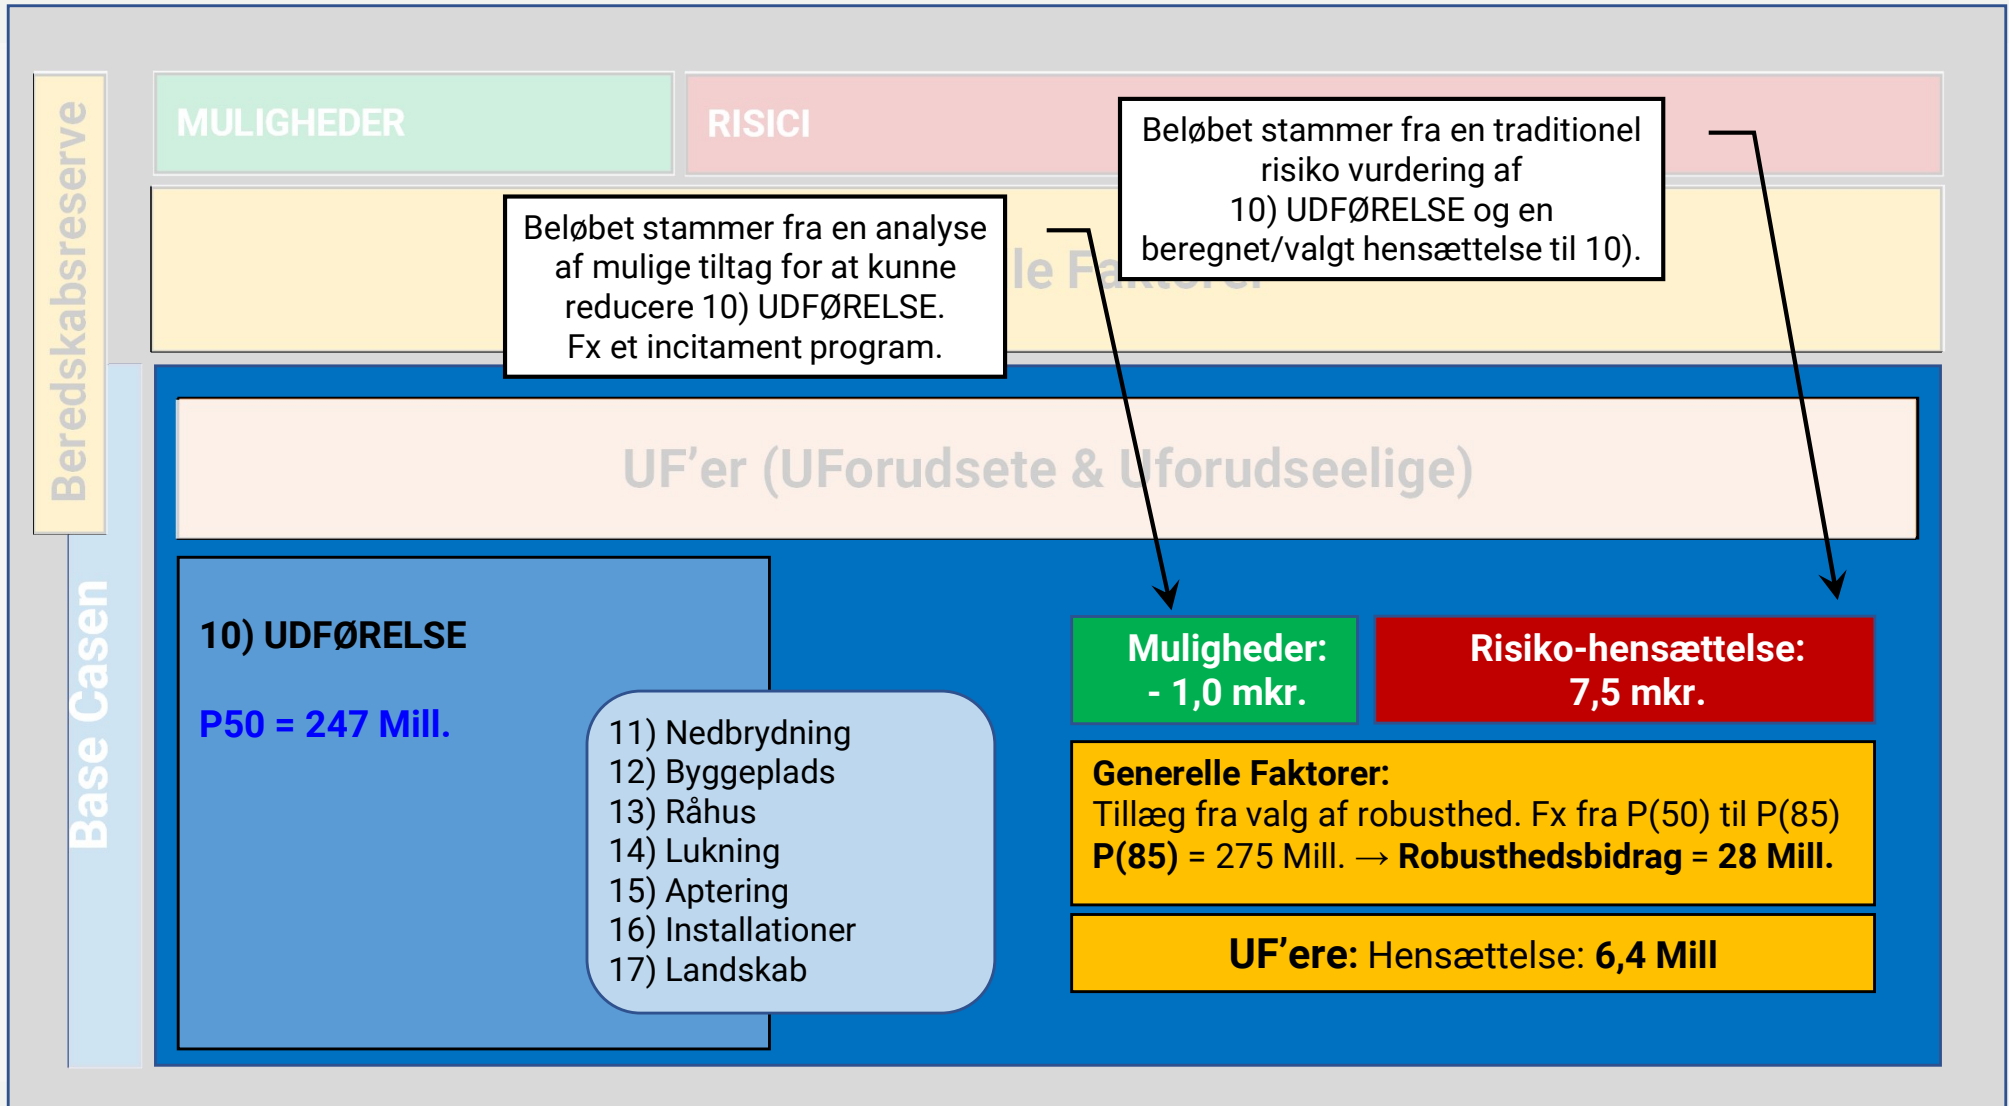 Beredskabsreserve
Base Casen
MULIGHEDER
RISICI
Beløbet stammer fra en traditionel
risiko vurdering af
10) UDFØRELSE og en
beregnet/valgt hensættelse til 10).
Beløbet stammer fra en analyse
af mulige tiltag for at kunne
reducere 10) UDFØRELSE.
Fx et incitament program.
le Faktorer
UF’er (UForudsete & Uforudseelige)
10) UDFØRELSE
P50 = 247 Mill.
11) Nedbrydning
12) Byggeplads
13) Råhus
14) Lukning
15) Aptering
16) Installationer
17) Landskab
Muligheder:
- 1,0 mkr.
Risiko-hensættelse:
7,5 mkr.
Generelle Faktorer:
Tillæg fra valg af robusthed. Fx fra P(50) til P(85)
P(85) = 275 Mill. → Robusthedsbidrag = 28 Mill.
UF’ere: Hensættelse: 6,4 Mill